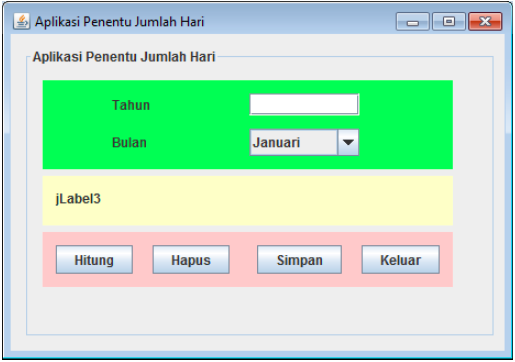 Aplikasi Penentu Jumlah Hari
Aplikasi Penentu Jumlah Hari
Tahun
Bulan Januari
jLabel3
Hitung Hapus Simpan Keluar